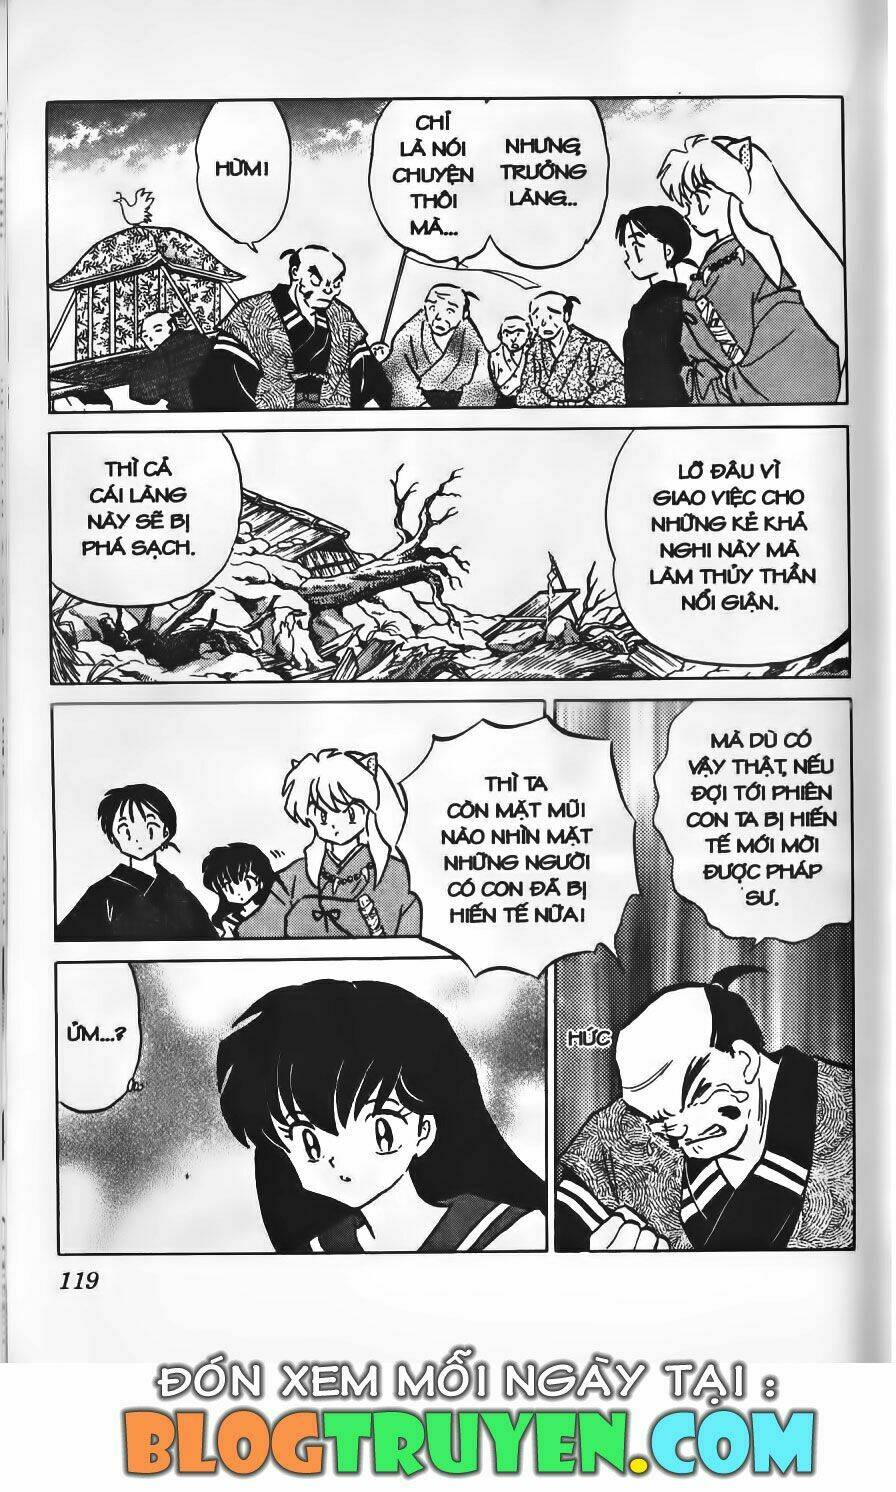 NHƯNG,
TRƯỞNG
LÀNG...
CHỈ
LÀ NÓI
CHUYỆN
THÔI
MÀ...
HỪM!
LỠ ĐÂU VÌ
GIAO VIỆC CHO
NHỮNG KẺ KHẢ
NGHI NÀY MÀ
LÀM THỦY THẦN
NỔI GIẬN.
THÌ CẢ
CÁI LÀNG
NÀY SẼ BỊ
PHÁ SẠCH.
MÀ DÙ CÓ
VẬY THẬT, NẾU
ĐỢI TỚI PHIÊN
CON TA BỊ HIẾN
TẾ MỚI MỜI
ĐƯỢC PHÁP
SƯ.
THÌ TA
CÒN MẶT MŨI
NÀO NHÌN MẶT
NHỮNG NGƯỜI
CÓ CON ĐÃ BỊ
HIẾN TẾ NỮA!
HỨC
ỬM...?
119
ĐÓN XEM MỖI NGÀY TẠI :
BLOGTRUYEN.COM